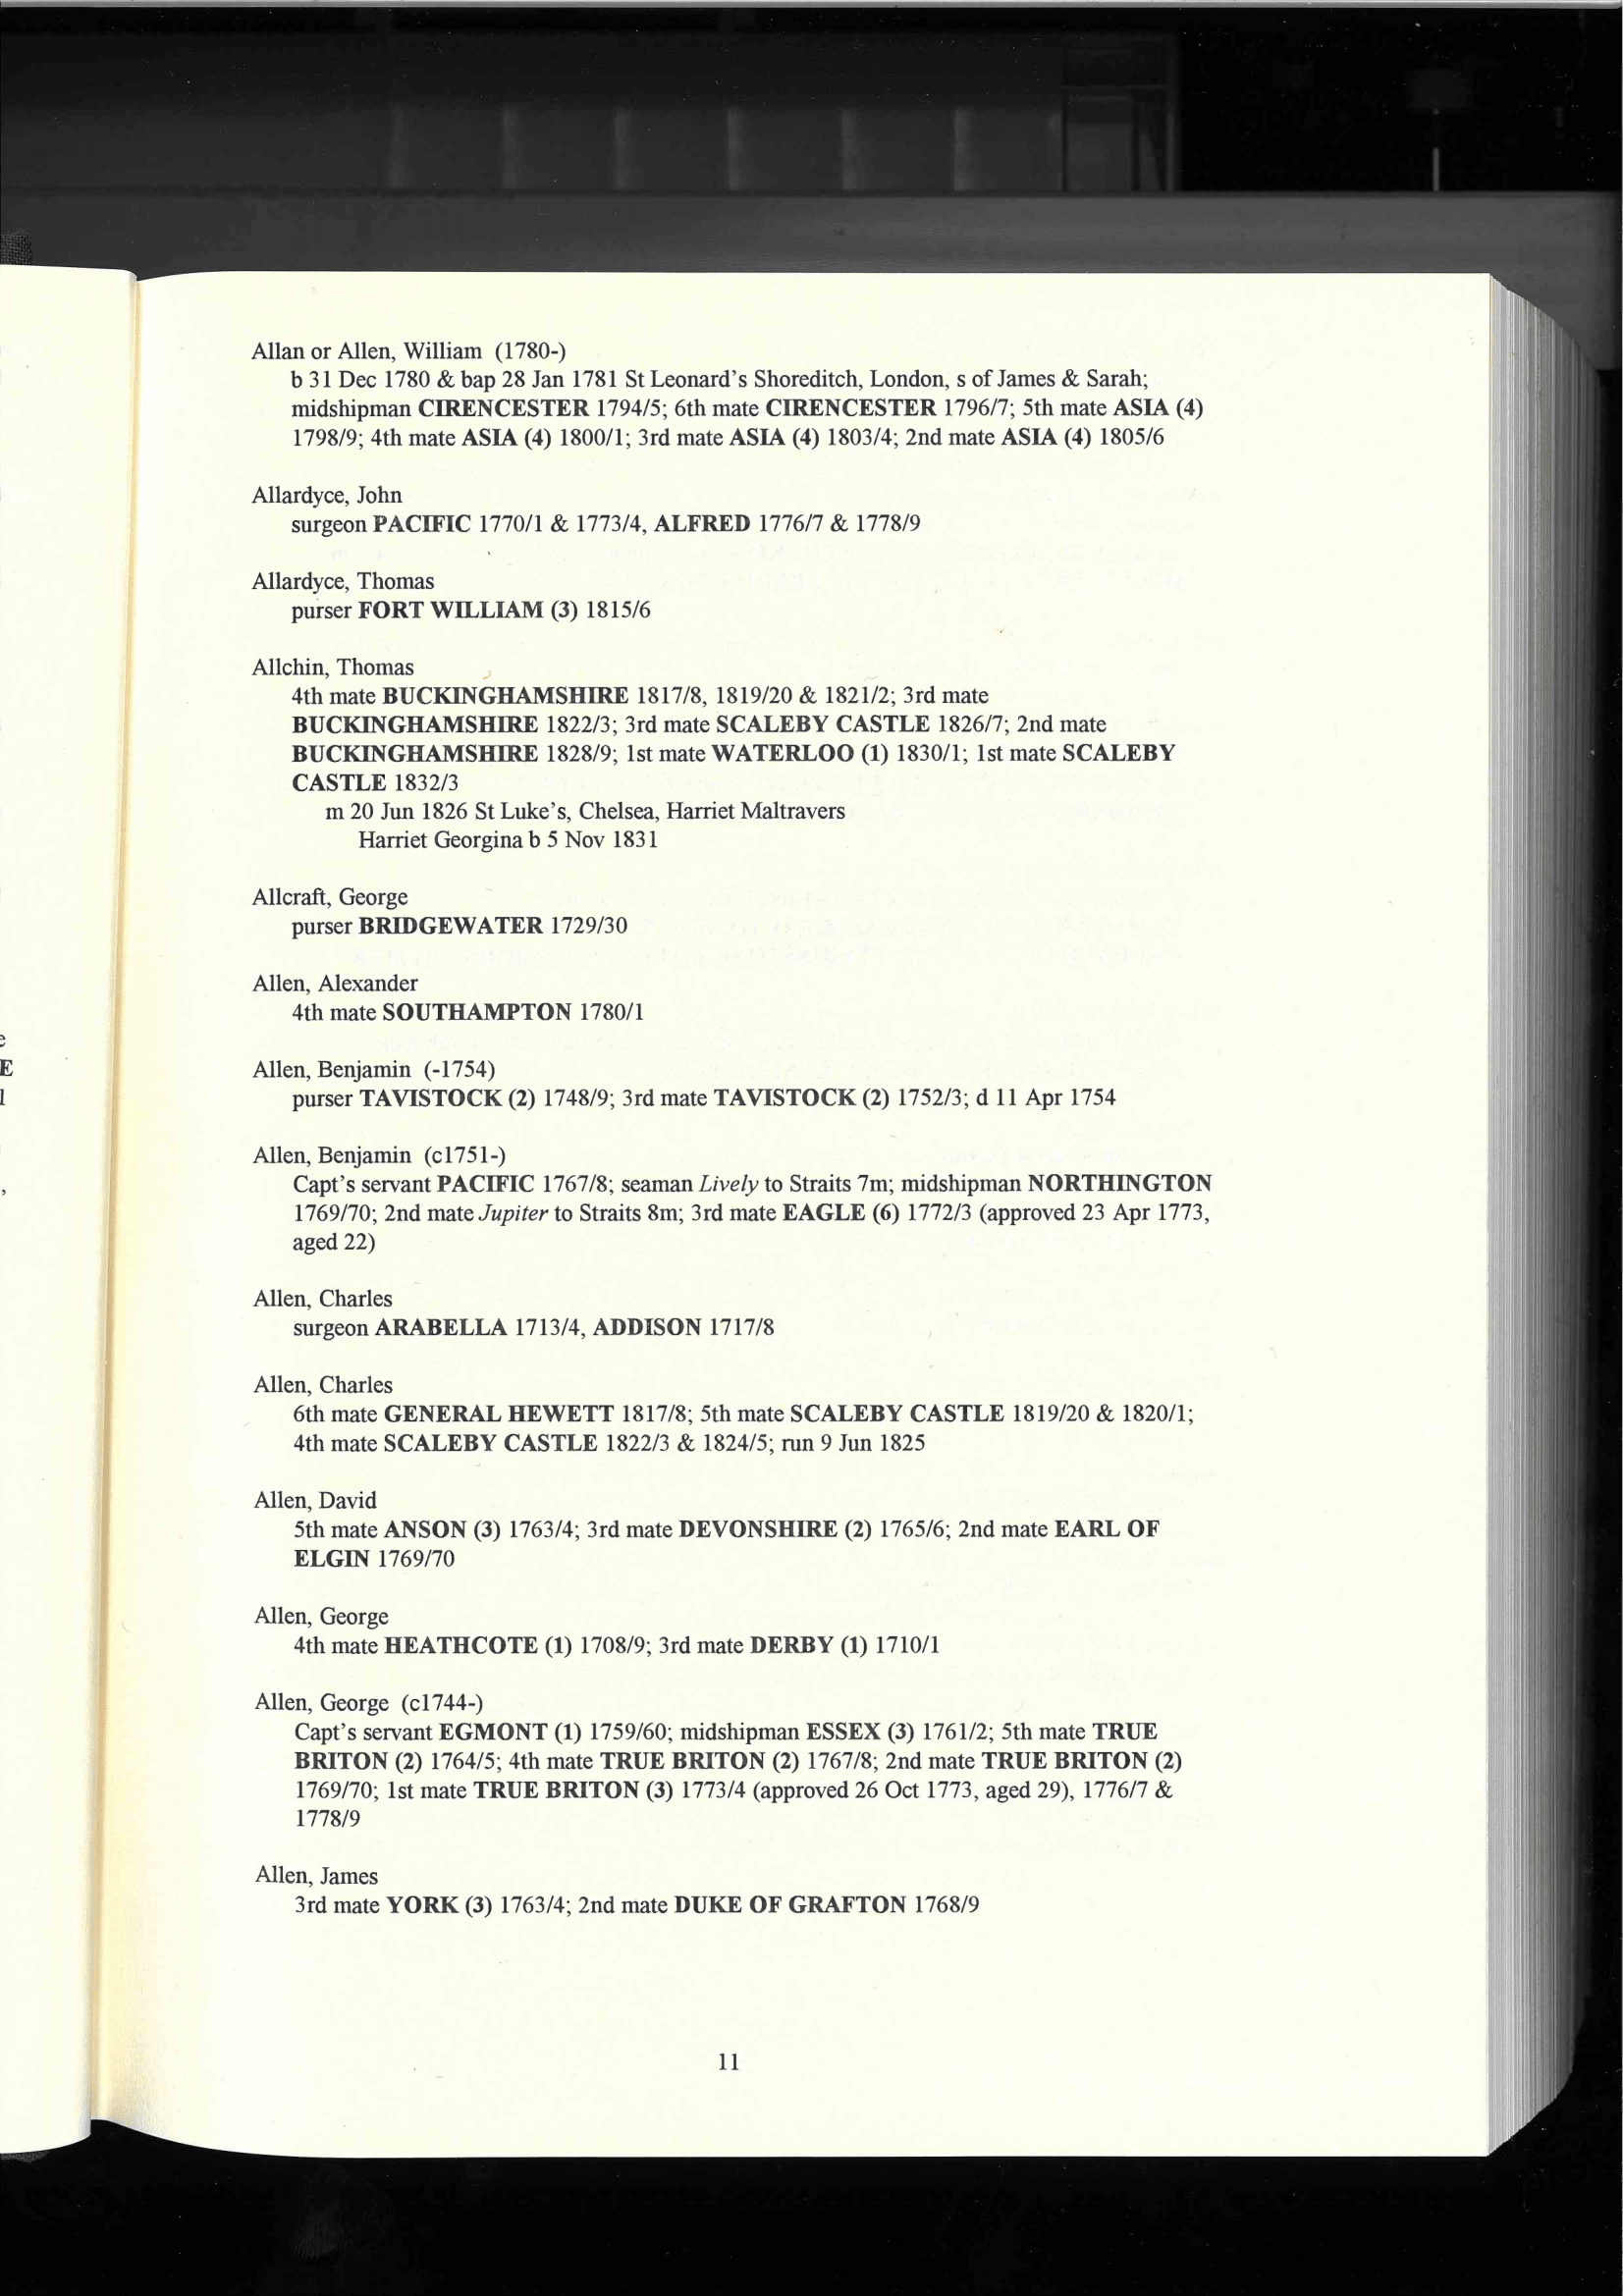 Allan or Allen, William (1780-)
b 31 Dec 1780 & bap 28 Jan 1781 St Leonard's Shoreditch, London, s of James & Sarah;
midshipman CIRENCESTER 1794/5; 6th mate CIRENCESTER 1796/7; 5th mate ASIA (4)
1798/9; 4th mate ASIA (4) 1800/1; 3rd mate ASIA (4) 1803/4; 2nd mate ASIA (4) 1805/6
Allardyce, John
surgeon PACIFIC 1770/1 & 1773/4, ALFRED 1776/7 & 1778/9
Allardyce, Thomas
purser FORT WILLIAM (3) 1815/6
Allchin, Thomas
4th mate BUCKINGHAMSHIRE 1817/8, 1819/20 & 1821/2; 3rd mate
BUCKINGHAMSHIRE 1822/3; 3rd mate SCALEBY CASTLE 1826/7; 2nd mate
BUCKINGHAMSHIRE 1828/9; 1st mate WATERLOO (1) 1830/1; 1st mate SCALEBY
CASTLE 1832/3
m 20 Jun 1826 St Luke's, Chelsea, Harriet Maltravers
Harriet Georgina b 5 Nov 1831
Allcraft, George
purser BRIDGEWATER 1729/30
Allen, Alexander
4th mate SOUTHAMPTON 1780/1
Allen, Benjamin (-1754)
purser TAVISTOCK (2) 1748/9; 3rd mate TAVISTOCK (2) 1752/3; d 11 Apr 1754
Allen, Benjamin (c1751-)
Capt's servant PACIFIC 1767/8; seaman Lively to Straits 7m; midshipman NORTHINGTON
1769/70; 2nd mate Jupiter to Straits 8m; 3rd mate EAGLE (6) 1772/3 (approved 23 Apr 1773,
aged 22)
Allen, Charles
surgeon ARABELLA 1713/4, ADDISON 1717/8
Allen, Charles
6th mate GENERAL HEWETT 1817/8; 5th mate SCALEBY CASTLE 1819/20 & 1820/1;
4th mate SCALEBY CASTLE 1822/3 & 1824/5; run 9 Jun 1825
Allen, David
5th mate ANSON (3) 1763/4; 3rd mate DEVONSHIRE (2) 1765/6; 2nd mate EARL OF
ELGIN 1769/70
Allen, George
4th mate HEATHCOTE (1) 1708/9; 3rd mate DERBY (1) 1710/1
Allen, George (c1744-)
Capt's servant EGMONT (1) 1759/60; midshipman ESSEX (3) 1761/2; 5th mate TRUE
BRITON (2) 1764/5; 4th mate TRUE BRITON (2) 1767/8; 2nd mate TRUE BRITON (2)
1769/70; 1st mate TRUE BRITON (3) 1773/4 (approved 26 Oct 1773, aged 29), 1776/7 &
1778/9
Allen, James
3rd mate YORK (3) 1763/4; 2nd mate DUKE OF GRAFTON 1768/9
11